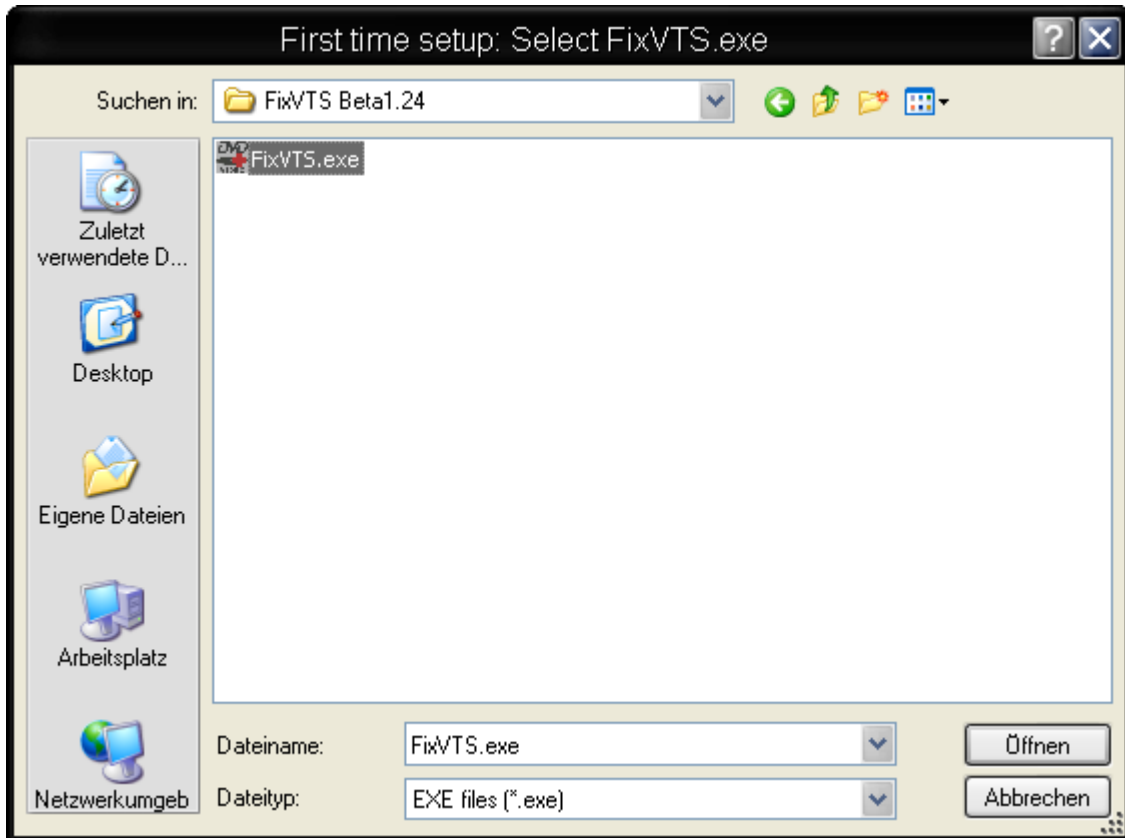 First time setup: Select FixVTS.exe
Suchen in:
FixVTS Beta1.24
FixVTS.exe
Zuletzt
verwendete D...
Desktop
Eigene Dateien
Arbeitsplatz
Netzwerkumgeb
Dateiname:
FixVTS.exe
Öffnen
Dateityp:
EXE files (*.exe)
Abbrechen